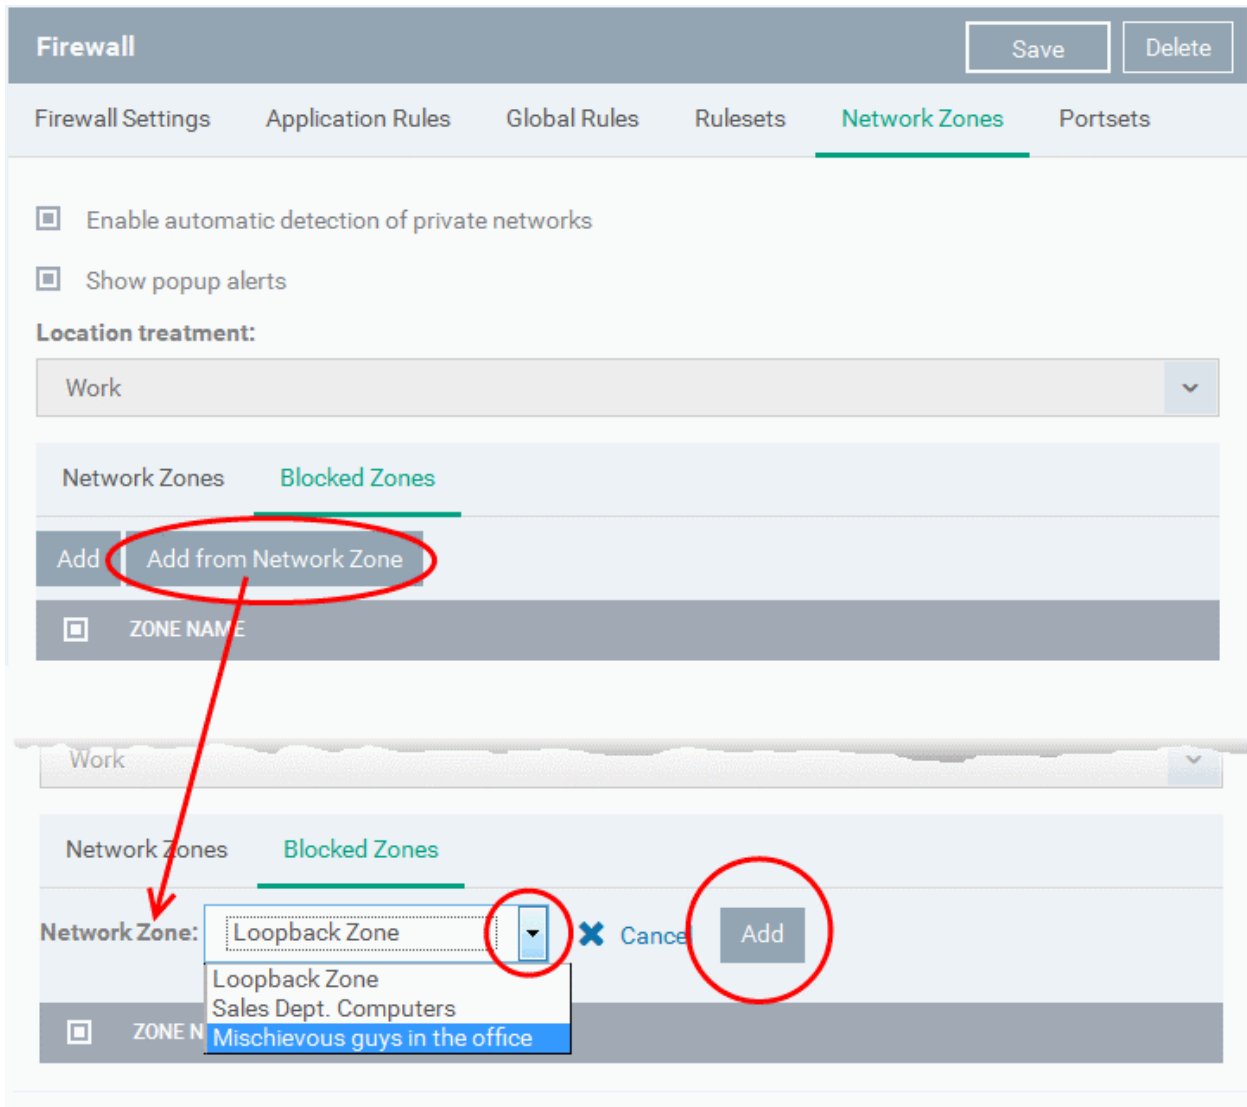 Firewall Save Delete
Firewall Settings Application Rules Global Rules Rulesets Network Zones Portsets
Enable automatic detection of private networks
Show popup alerts
Location treatment:
Work
Network Zones Blocked Zones
Add Add from Network Zone
ZONE NAME
Work
Network Zones Blocked Zones
Network Zone: Loopback Zone Cancel Add
Loopback Zone
Sales Dept. Computers
ZONE N Mischievous guys in the office